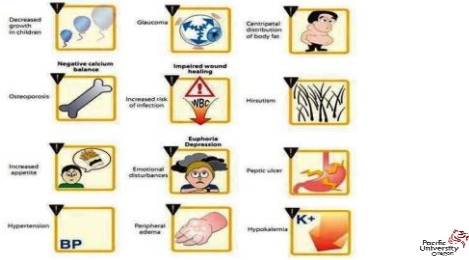 Decreased
growth
in children
Glaucoma
Centripetal
distribution
of body fat
Negative calcium
balance
Osteoporosis
Impaired wound
healing
Increased risk
of infection
WBC
Hirsutism
Increased
appetite
Euphoria
Depression
Emotional
disturbances
Peptic ulcer
Hypertension
BP
Peripheral
edema
Hypokalemia
K+
Pacific
University
Oregon